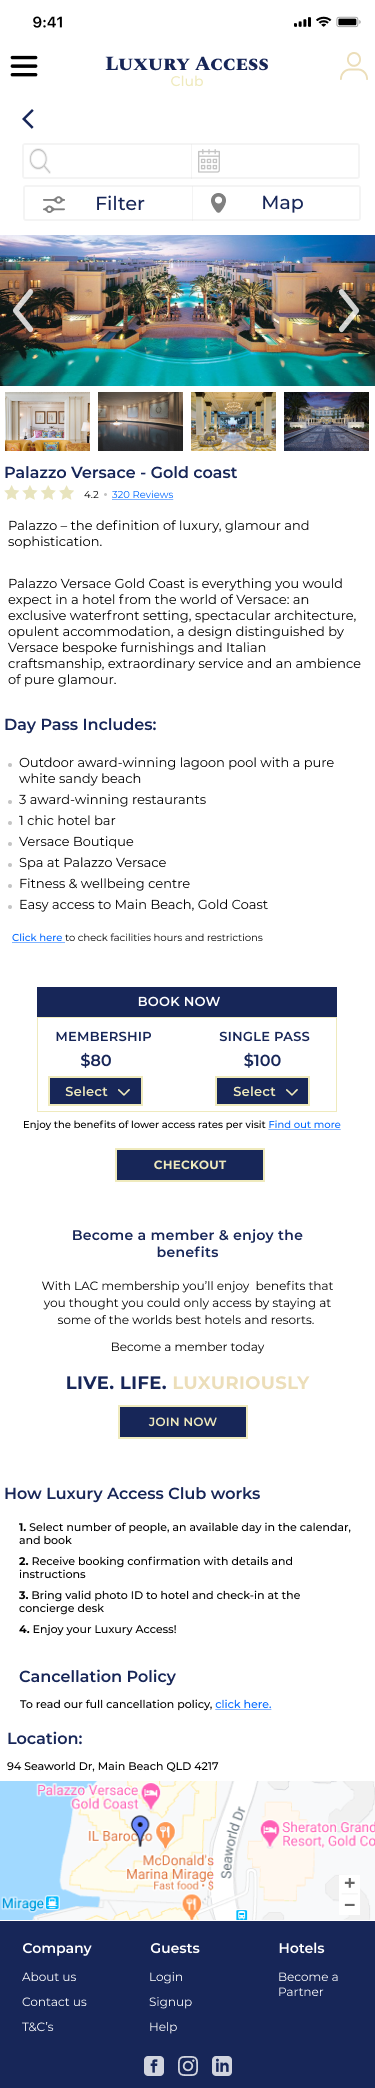 9:41
LUXURY ACCESS
Club
Filter
Map
Palazzo Versace - Gold coast
4.2 • 320 Reviews
Palazzo – the definition of luxury, glamour and
sophistication.
Palazzo Versace Gold Coast is everything you would
expect in a hotel from the world of Versace: an
exclusive waterfront setting, spectacular architecture,
opulent accommodation, a design distinguished by
Versace bespoke furnishings and Italian
craftsmanship, extraordinary service and an ambience
of pure glamour.
Day Pass Includes:
Outdoor award-winning lagoon pool with a pure
white sandy beach
3 award-winning restaurants
1 chic hotel bar
Versace Boutique
Spa at Palazzo Versace
Fitness & wellbeing centre
Easy access to Main Beach, Gold Coast
Click here to check facilities hours and restrictions
BOOK NOW
MEMBERSHIP
SINGLE PASS
$80
$100
Select
Select
Enjoy the benefits of lower access rates per visit Find out more
CHECKOUT
Become a member & enjoy the
benefits
With LAC membership you'll enjoy benefits that
you thought you could only access by staying at
some of the worlds best hotels and resorts.
Become a member today
LIVE. LIFE. LUXURIOUSLY
JOIN NOW
How Luxury Access Club works
1. Select number of people, an available day in the calendar,
and book
2. Receive booking confirmation with details and
instructions
3. Bring valid photo ID to hotel and check-in at the
concierge desk
4. Enjoy your Luxury Access!
Cancellation Policy
To read our full cancellation policy, click here.
Location:
94 Seaworld Dr, Main Beach QLD 4217
Palazzo Versace
Gold Coast
IL Barocco
Seaworld Dr
Sheraton Grand
Resort, Gold Co
McDonald's
Marina Mirage
Fast food • $
Mirage
+
−
Company
Guests
Hotels
About us
Login
Become a
Partner
Contact us
Signup
T&C's
Help